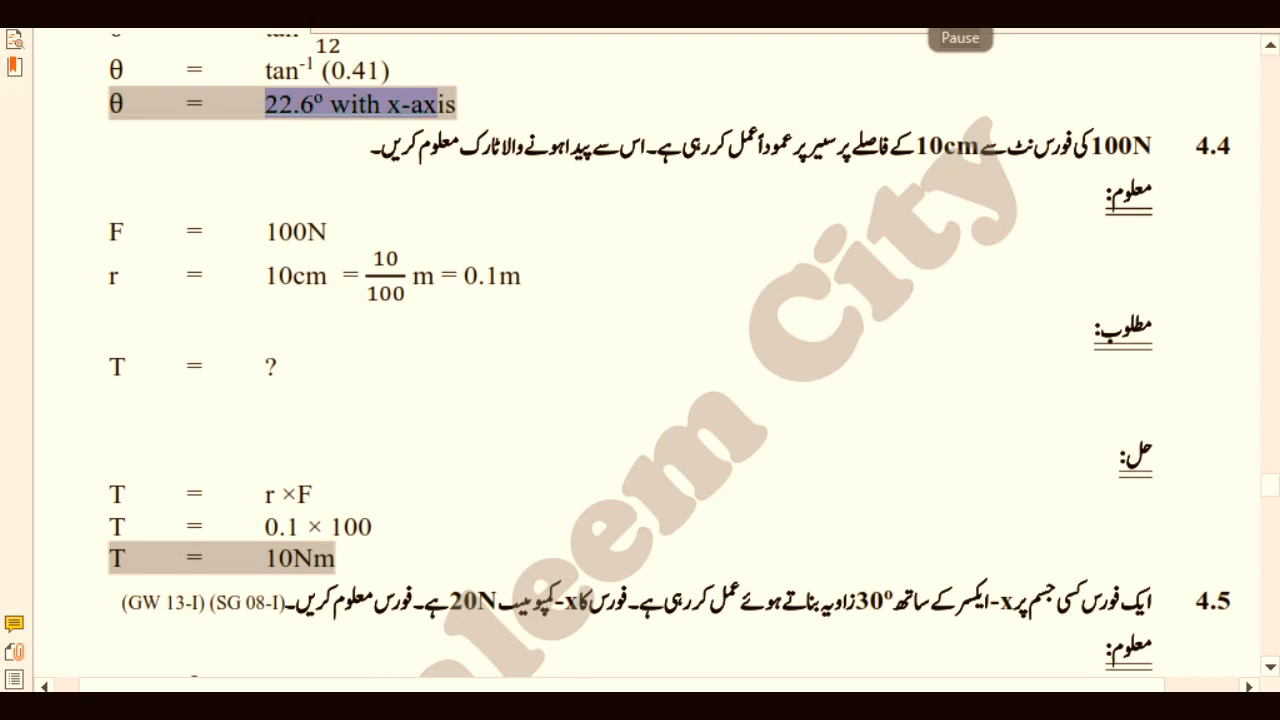 12
Pause
θ = tan⁻¹ (0.41)
θ = 22.6º with x-axis
4.4 100N کی فورس نٹ سے 10cm کے فاصلے پر سپیر پر عموداً عمل کر رہی ہے۔ اس سے پیدا ہونے والا ٹارک معلوم کریں۔
معلوم:
F = 100N
r = 10cm = 10/100 m = 0.1m
مطلوب:
T = ?
حل:
T = r ×F
T = 0.1 × 100
T = 10Nm
4.5 ایک فورس کسی جسم پر x-ایکسز کے ساتھ 30º زاویہ بناتے ہوئے عمل کر رہی ہے۔ فورس کا x-کمپوننٹ 20N ہے۔ فورس معلوم کریں۔ (GW 13-I) (SG 08-I)
معلوم:
City